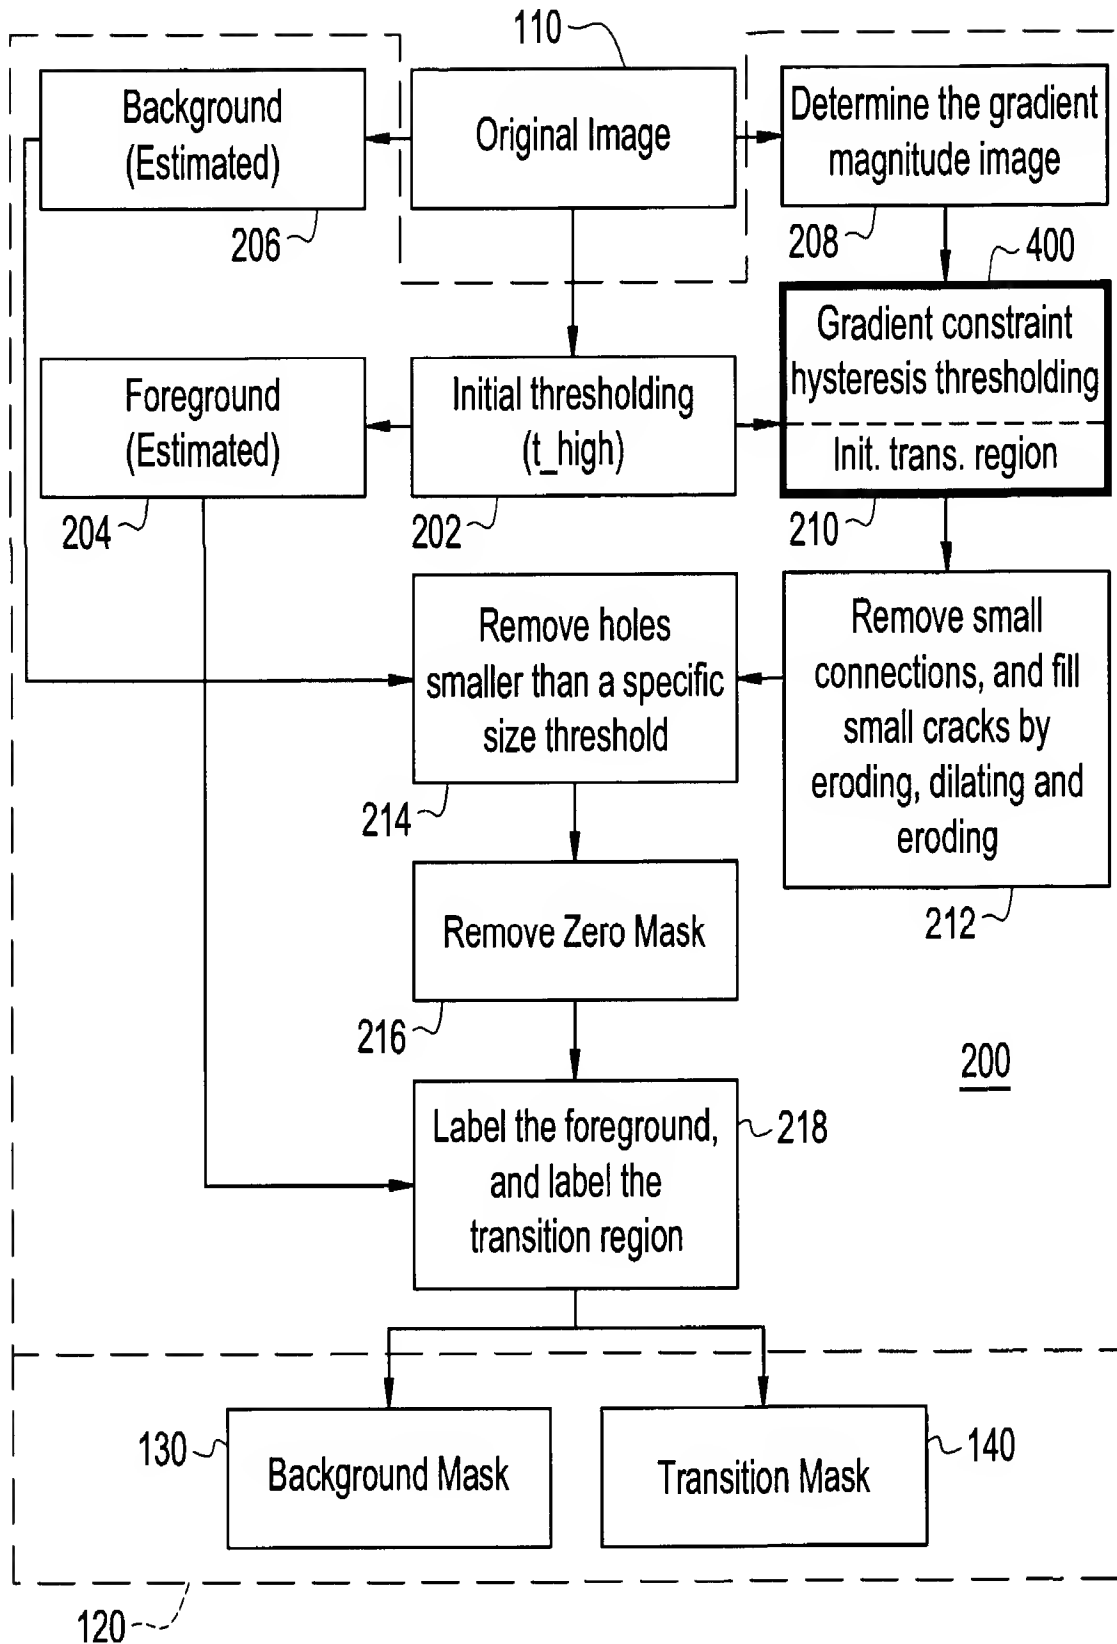 110
Background
(Estimated)
206
Original Image
Determine the gradient
magnitude image
208
400
Foreground
(Estimated)
204
Initial thresholding
(t_high)
202
Gradient constraint
hysteresis thresholding
Init. trans. region
210
Remove holes
smaller than a specific
size threshold
214
Remove small
connections, and fill
small cracks by
eroding, dilating and
eroding
212
Remove Zero Mask
216
200
Label the foreground,
and label the
transition region
218
130
Background Mask
Transition Mask
140
120